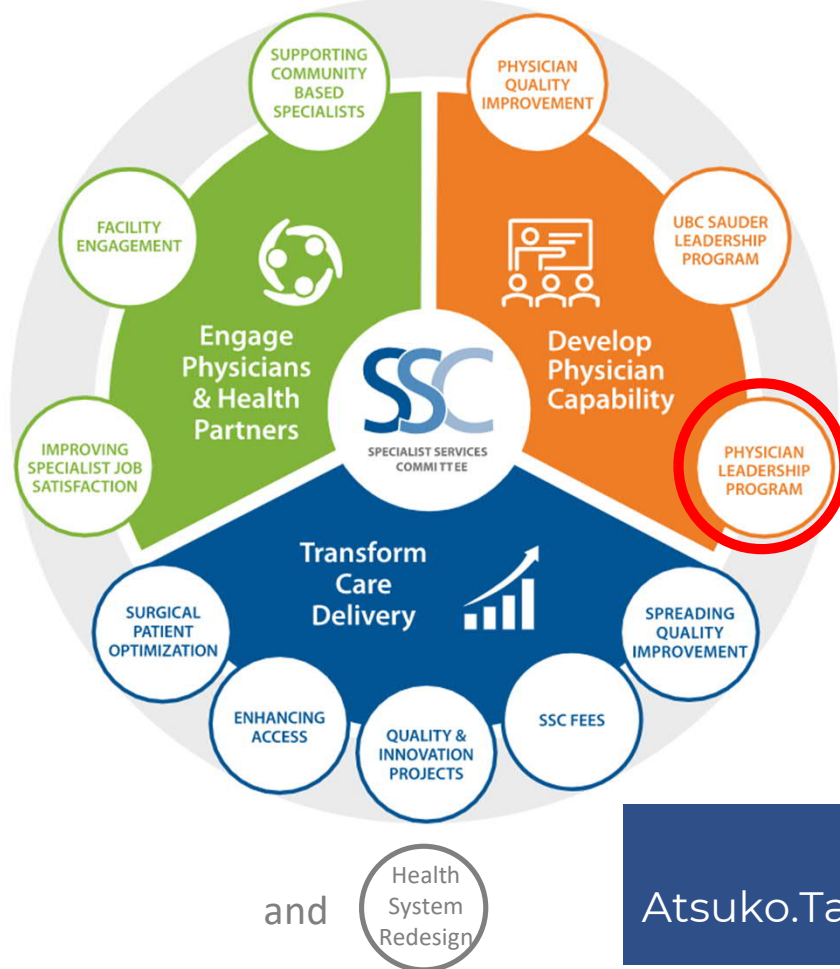 SUPPORTING
COMMUNITY
BASED
SPECIALISTS
PHYSICIAN
QUALITY
IMPROVEMENT
FACILITY
ENGAGEMENT
UBC SAUDER
LEADERSHIP
PROGRAM
Engage
Physicians
& Health
Partners
Develop
Physician
Capability
SSC
SPECIALIST SERVICES
COMMITTEE
IMPROVING
SPECIALIST JOB
SATISFACTION
PHYSICIAN
LEADERSHIP
PROGRAM
Transform
Care
Delivery
SURGICAL
PATIENT
OPTIMIZATION
SPREADING
QUALITY
IMPROVEMENT
ENHANCING
ACCESS
QUALITY &
INNOVATION
PROJECTS
SSC FEES
and
Health
System
Redesign
Atsuko.Ta